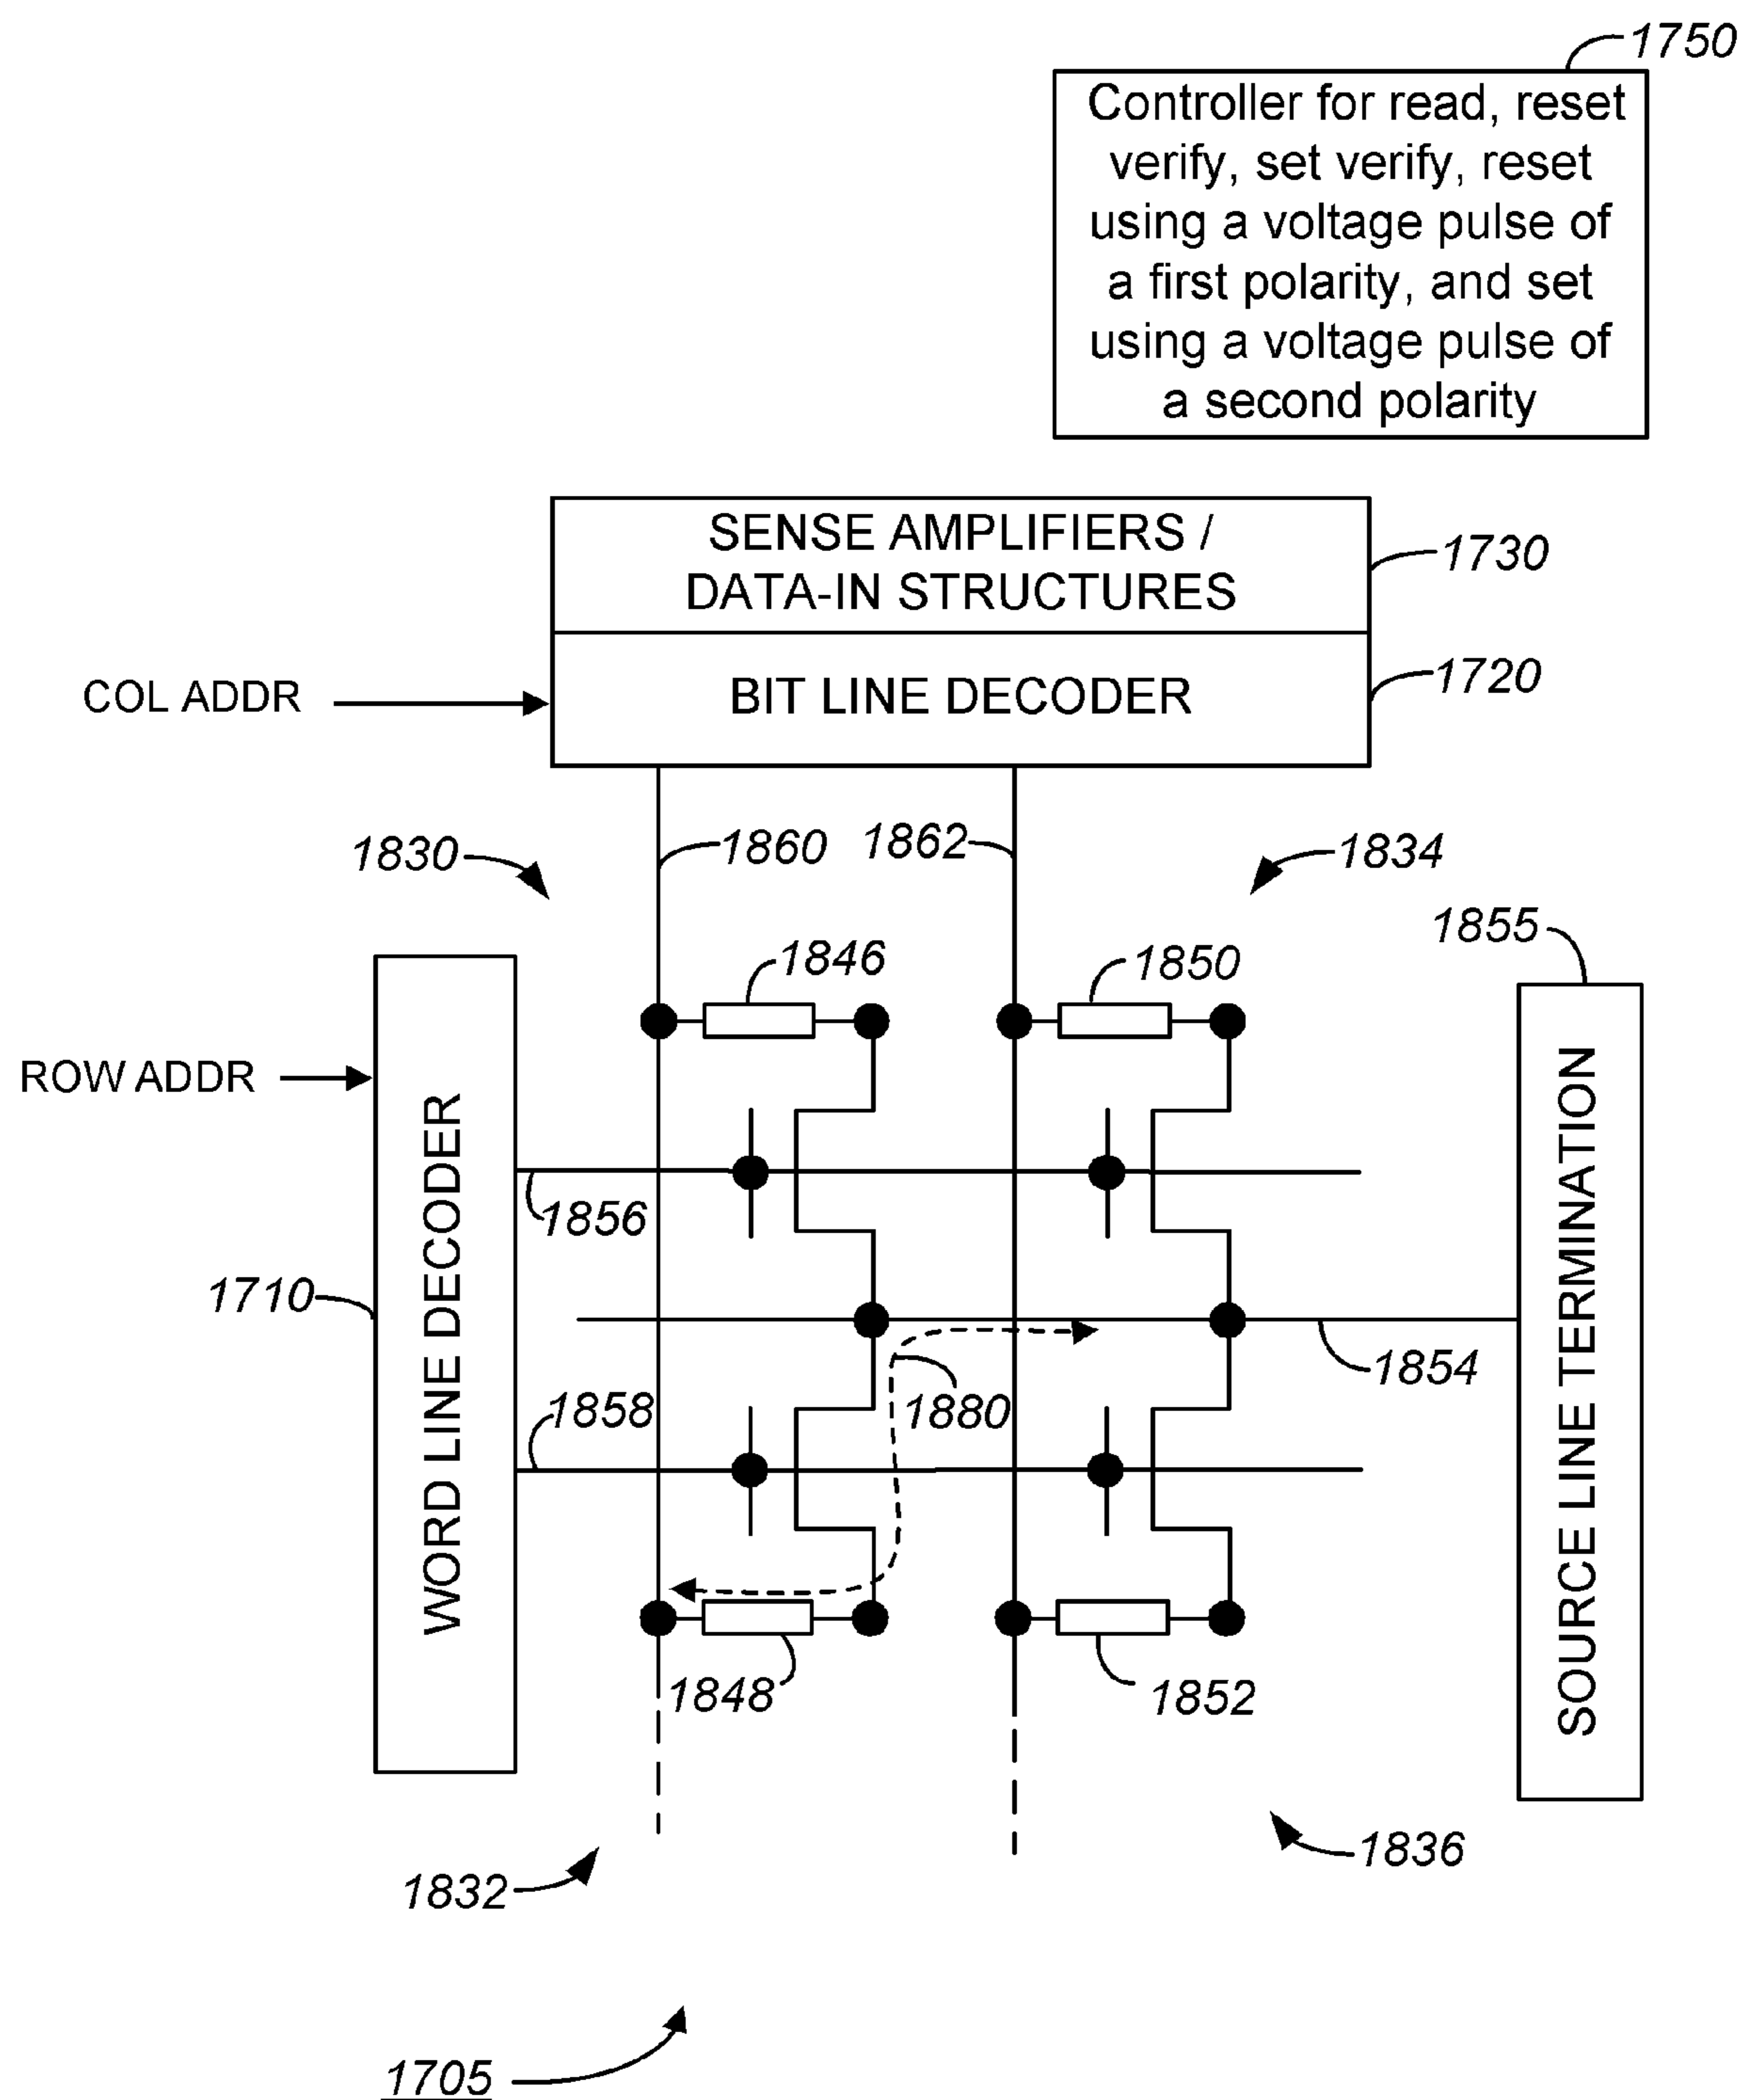 1750
Controller for read, reset
verify, set verify, reset
using a voltage pulse of
a first polarity, and set
using a voltage pulse of
a second polarity
SENSE AMPLIFIERS /
DATA-IN STRUCTURES
1730
COL ADDR
BIT LINE DECODER
1720
1830
1860
1862
1834
1855
1846
1850
ROW ADDR
WORD LINE DECODER
SOURCE LINE TERMINATION
1856
1710
1854
1858
1880
1848
1852
1836
1832
1705